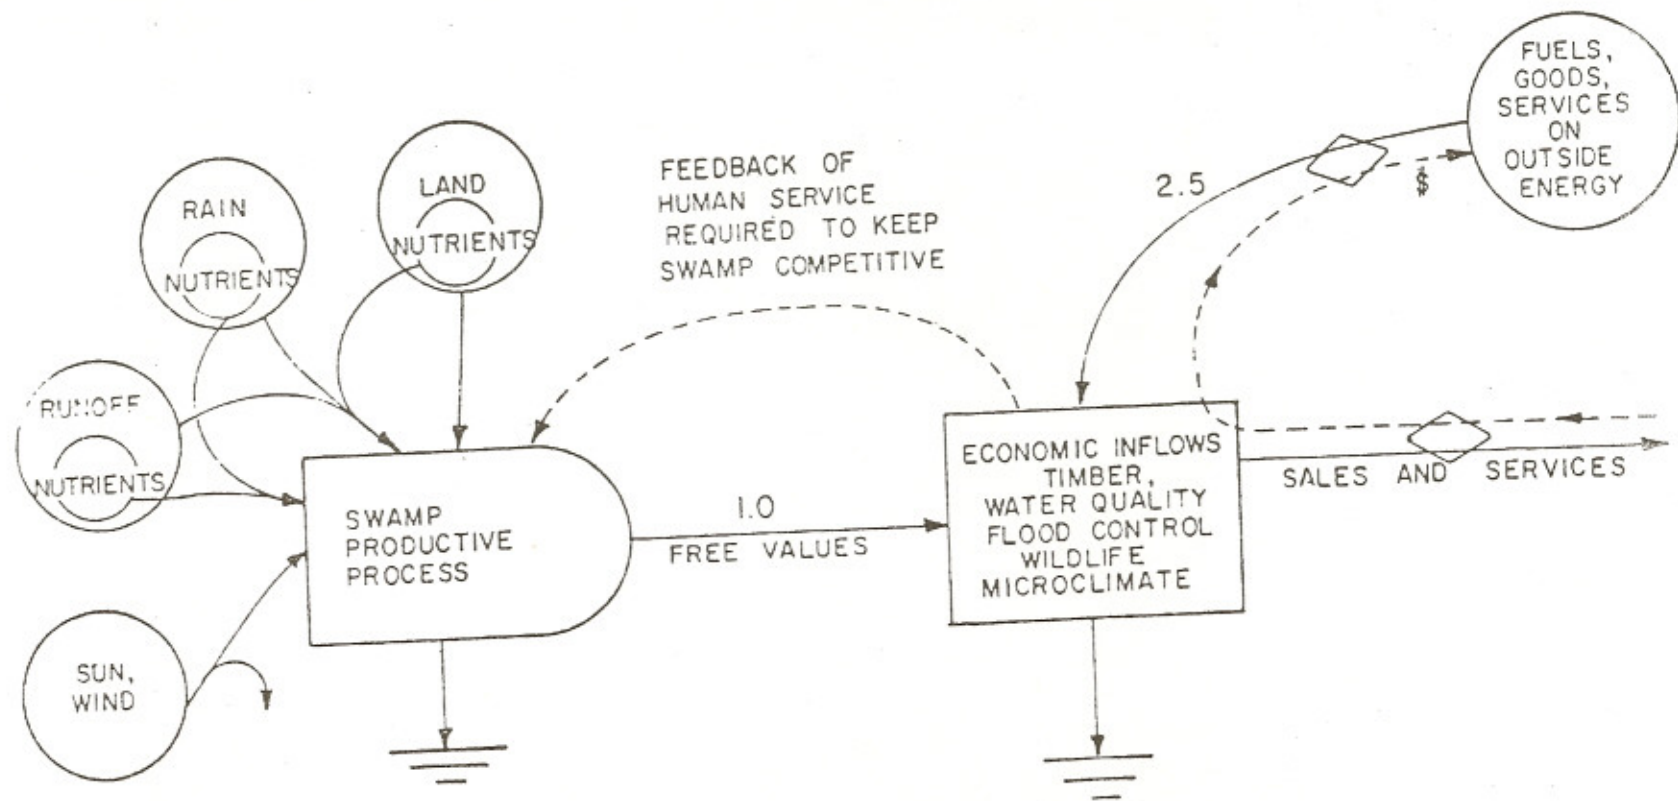 FUELS,
GOODS,
SERVICES
ON
OUTSIDE
ENERGY
$
2.5
FEEDBACK OF
HUMAN SERVICE
REQUIRED TO KEEP
SWAMP COMPETITIVE
LAND
NUTRIENTS
RAIN
NUTRIENTS
RUNOFF
NUTRIENTS
SUN,
WIND
SWAMP
PRODUCTIVE
PROCESS
1.0
FREE VALUES
ECONOMIC INFLOWS
TIMBER,
WATER QUALITY
FLOOD CONTROL
WILDLIFE
MICROCLIMATE
SALES AND SERVICES